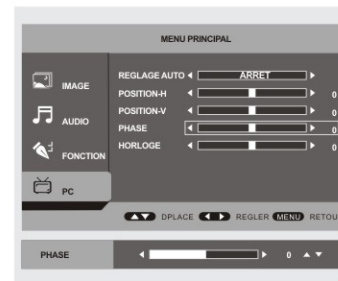 MENU PRINCIPAL
IMAGE
AUDIO
FONCTION
PC
REGLAGE AUTO ARRET
POSITION-H 0
POSITION-V 0
PHASE 0
HORLOGE 0
DPLACE REGLER MENU RETOU
PHASE 0